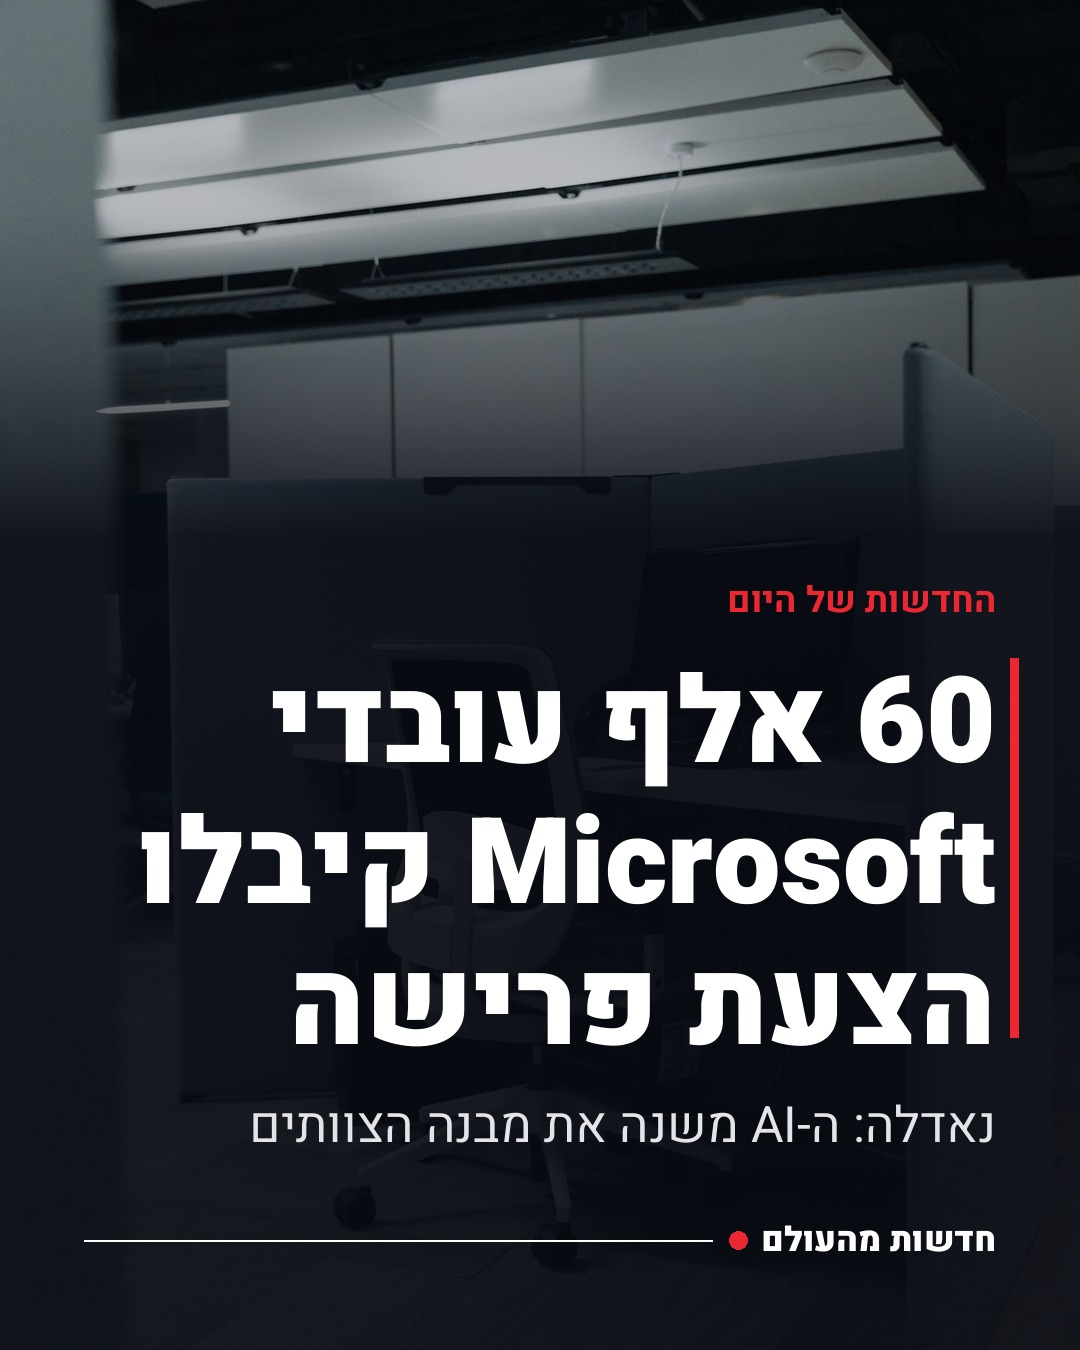 החדשות של היום
60 אלף עובדי
Microsoft קיבלו
הצעת פרישה
נאדלה: ה-AI משנה את מבנה הצוותים
חדשות מהעולם